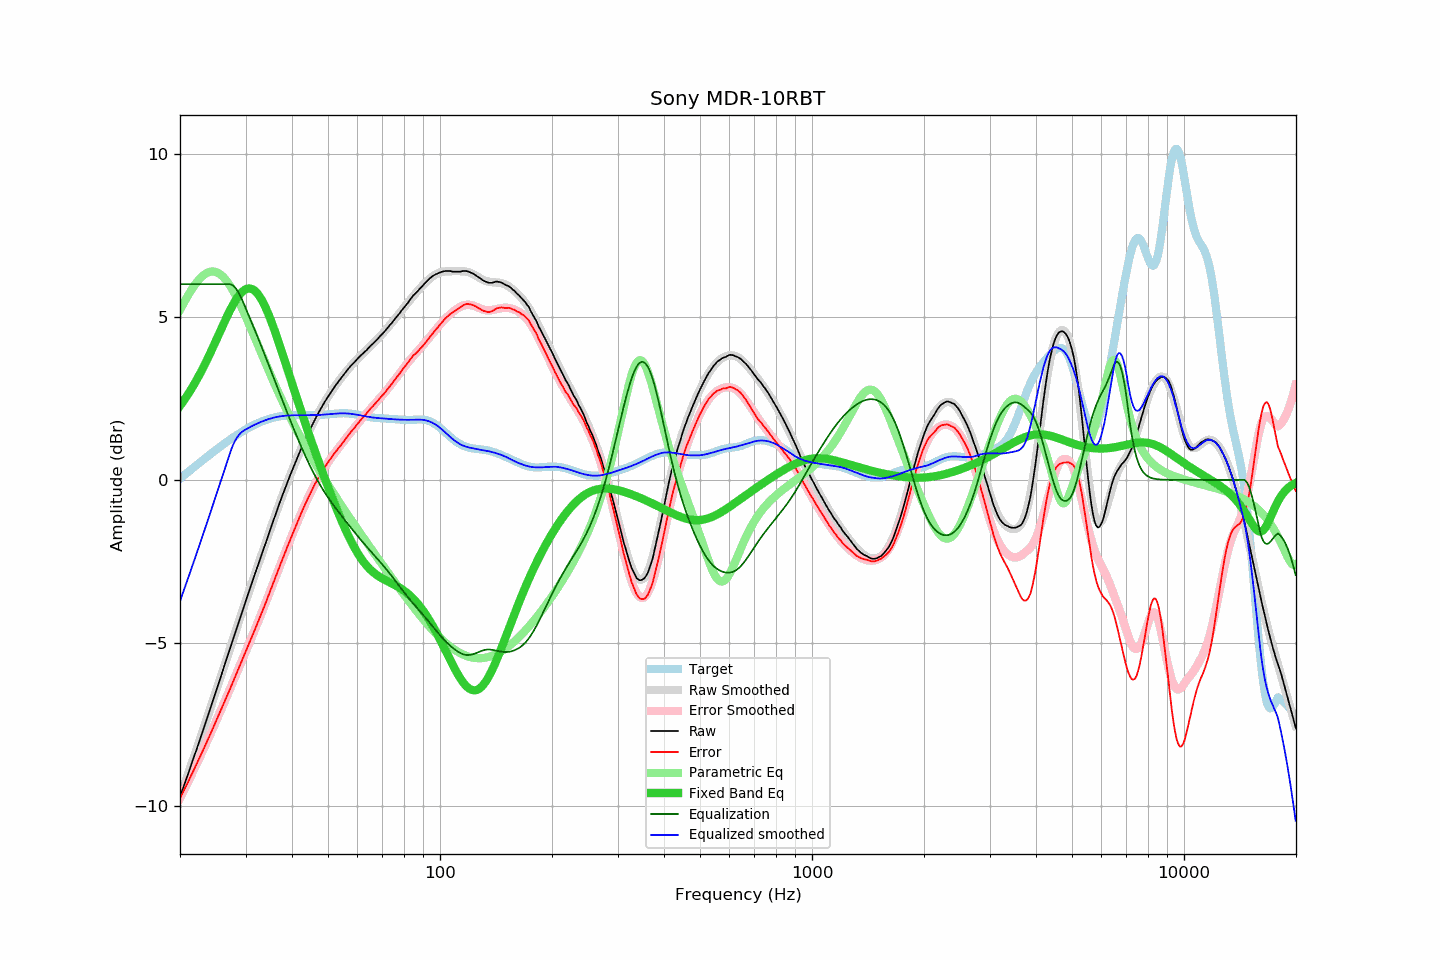 Sony MDR-10RBT
10
5
0
−5
−10
Amplitude (dBr)
Target
Raw Smoothed
Error Smoothed
Raw
Error
Parametric Eq
Fixed Band Eq
Equalization
Equalized smoothed
100
1000
10000
Frequency (Hz)